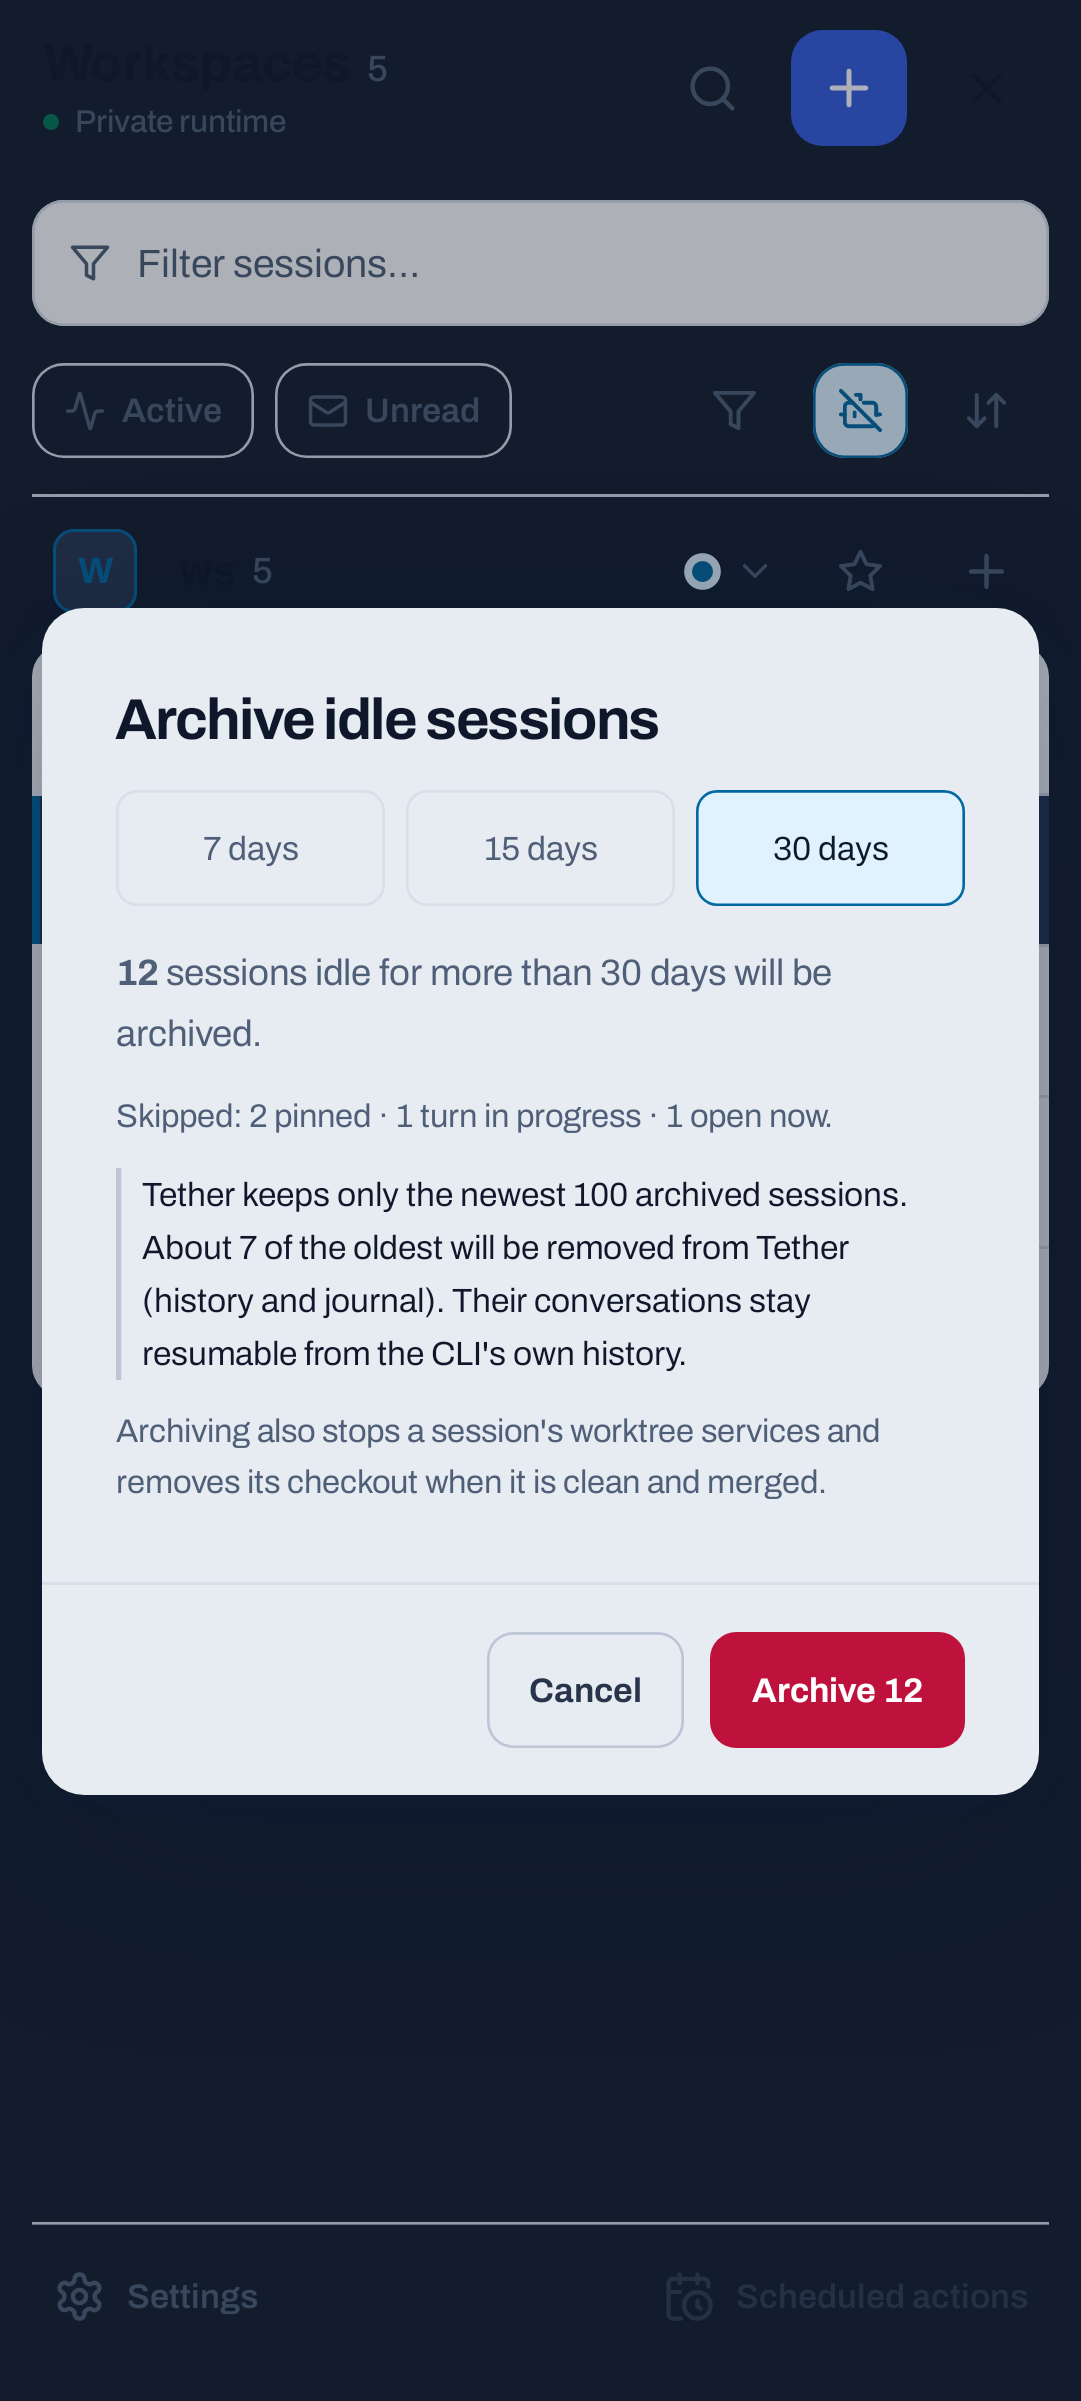 Workspaces 5
Private runtime
Filter sessions...
Active
Unread
W
ws 5
Archive idle sessions
7 days
15 days
30 days
12 sessions idle for more than 30 days will be
archived.
Skipped: 2 pinned · 1 turn in progress · 1 open now.
Tether keeps only the newest 100 archived sessions.
About 7 of the oldest will be removed from Tether
(history and journal). Their conversations stay
resumable from the CLI's own history.
Archiving also stops a session's worktree services and
removes its checkout when it is clean and merged.
Cancel
Archive 12
Settings
Scheduled actions